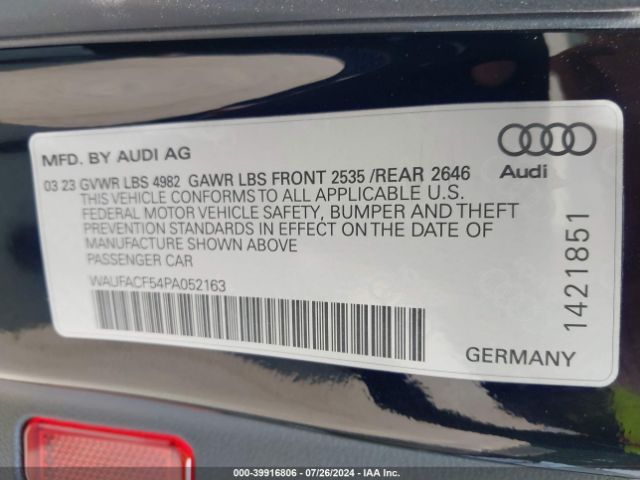 MFD. BY AUDI AG
03 23 GVWR LBS 4982 GAWR LBS FRONT 2535 /REAR 2646
THIS VEHICLE CONFORMS TO ALL APPLICABLE U.S.
FEDERAL MOTOR VEHICLE SAFETY, BUMPER AND THEFT
PREVENTION STANDARDS IN EFFECT ON THE DATE OF
MANUFACTURE SHOWN ABOVE
PASSENGER CAR
WAUFACF54PA052163
Audi
1421851
GERMANY
000-39916806 - 07/26/2024 - IAA Inc.